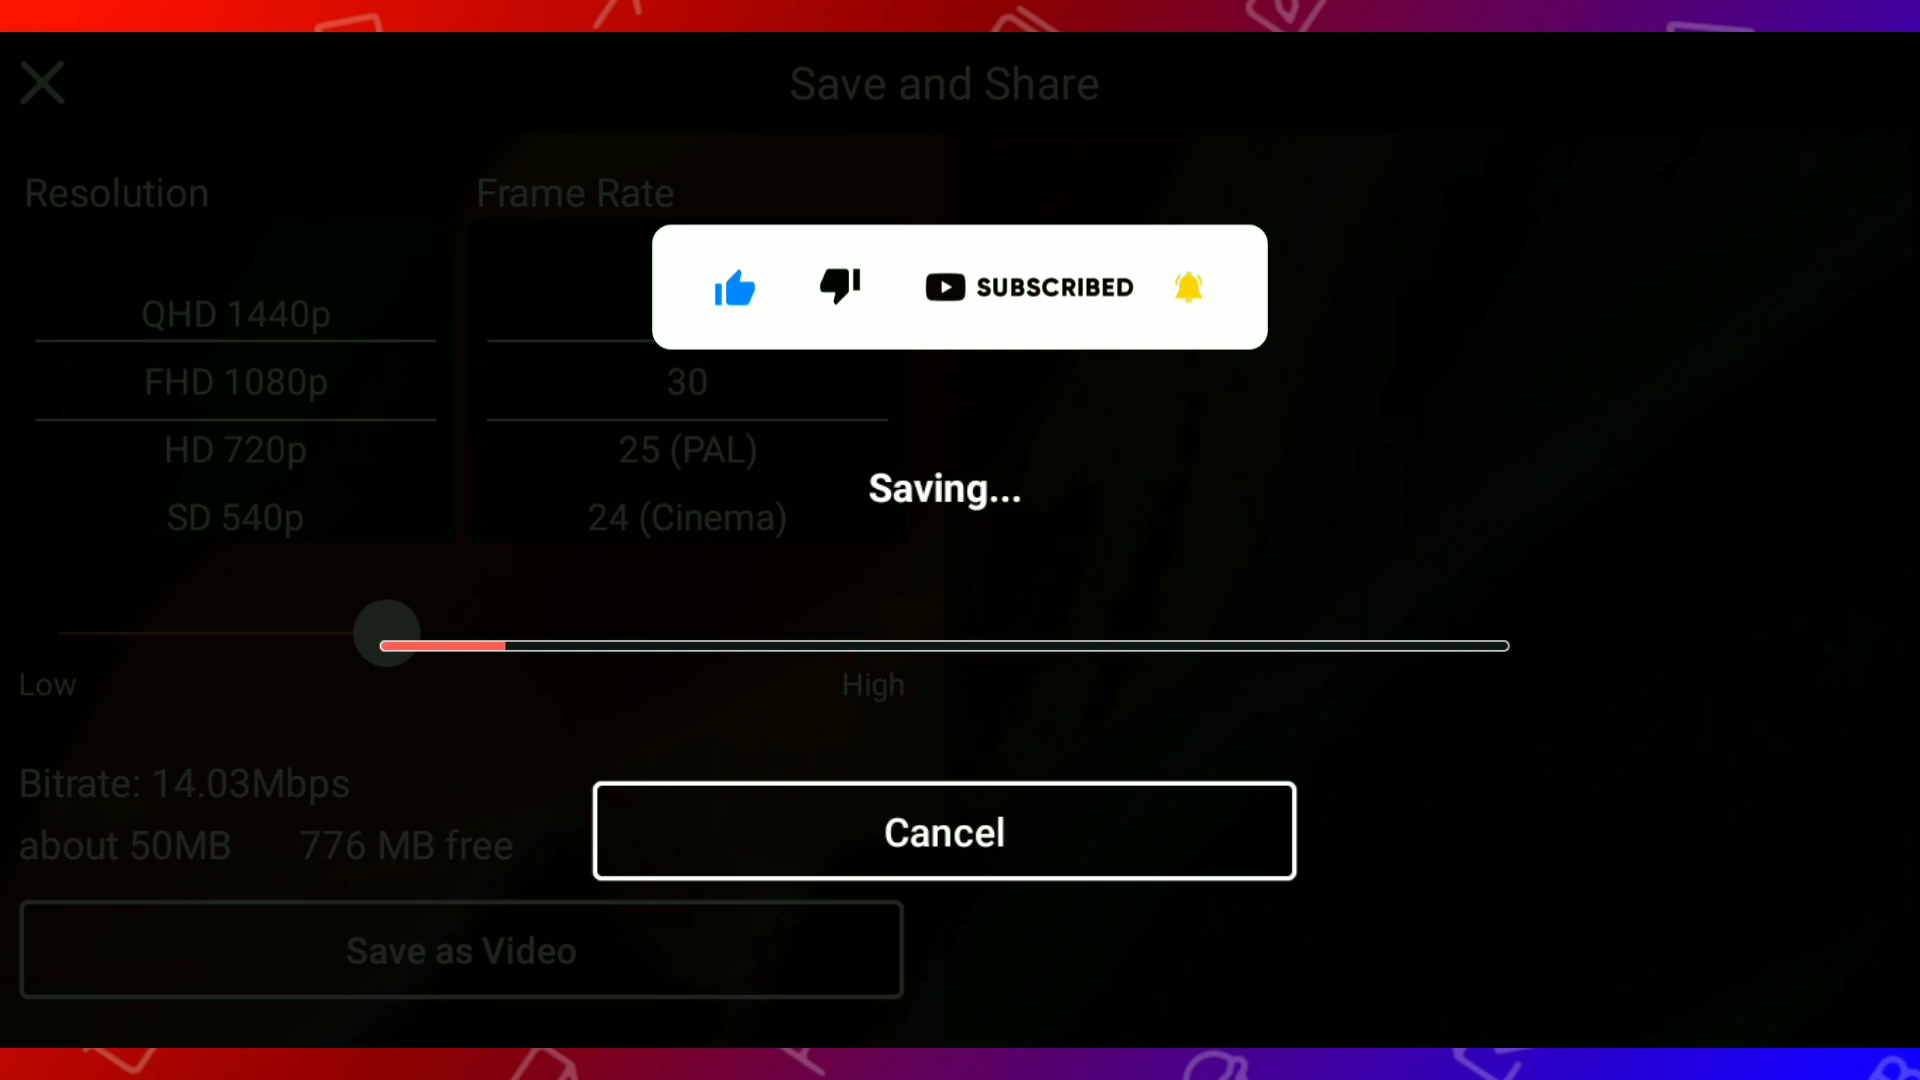 Save and Share
Resolution
Frame Rate
SUBSCRIBED
QHD 1440p
FHD 1080p
30
HD 720p
25 (PAL)
Saving...
SD 540p
24 (Cinema)
Low
High
Bitrate: 14.03Mbps
about 50MB 776 MB free
Cancel
Save as Video